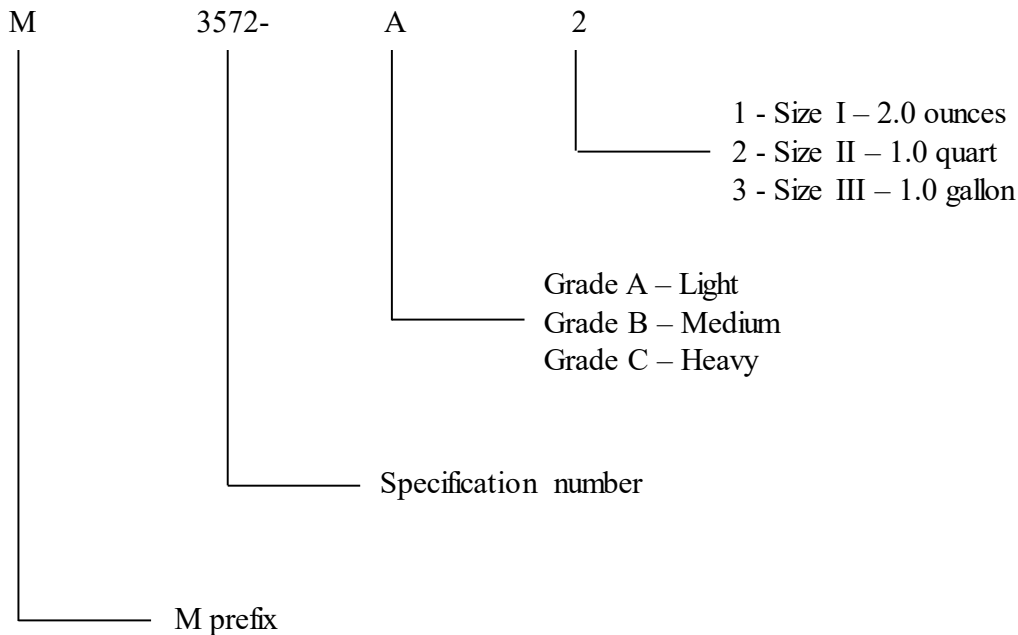 M 3572- A 2
1 - Size I – 2.0 ounces
2 - Size II – 1.0 quart
3 - Size III – 1.0 gallon
Grade A – Light
Grade B – Medium
Grade C – Heavy
Specification number
M prefix